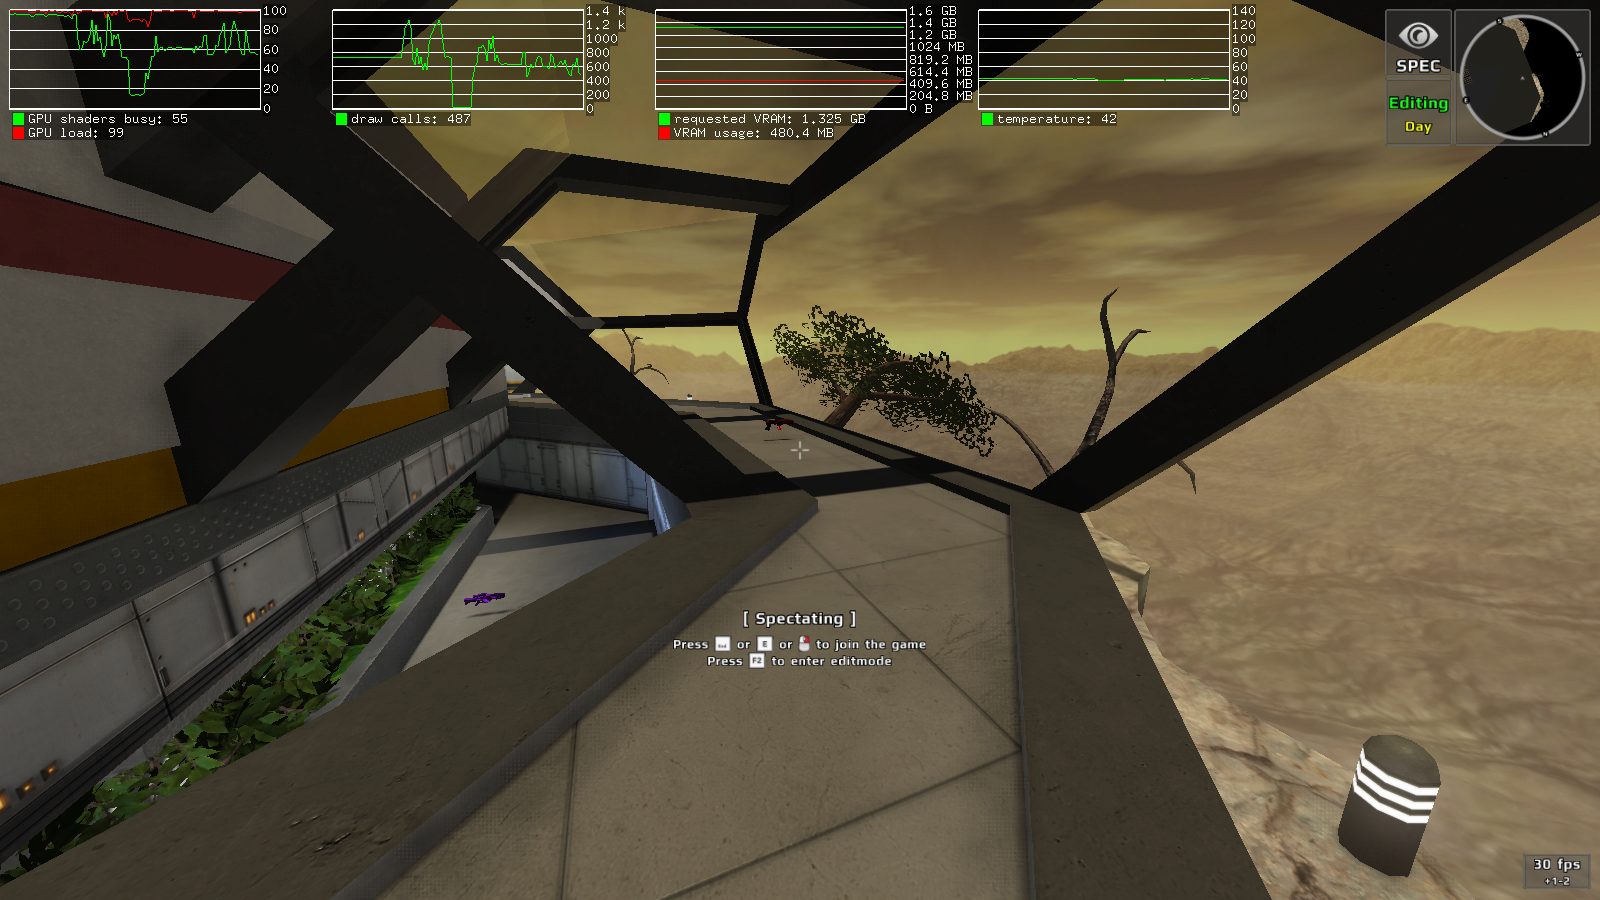 100
80
60
40
20
0
GPU shaders busy: 55
GPU load: 99
1.4 k
1.2 k
1000
800
600
400
200
0
draw calls: 487
1.6 GB
1.4 GB
1.2 GB
1024 MB
819.2 MB
614.4 MB
409.6 MB
204.8 MB
0 B
requested VRAM: 1.325 GB
VRAM usage: 480.4 MB
140
120
100
80
60
40
20
0
temperature: 42
SPEC
Editing
Day
[ Spectating ]
Press or E or to join the game
Press F2 to enter editmode
30 fps
+1-2